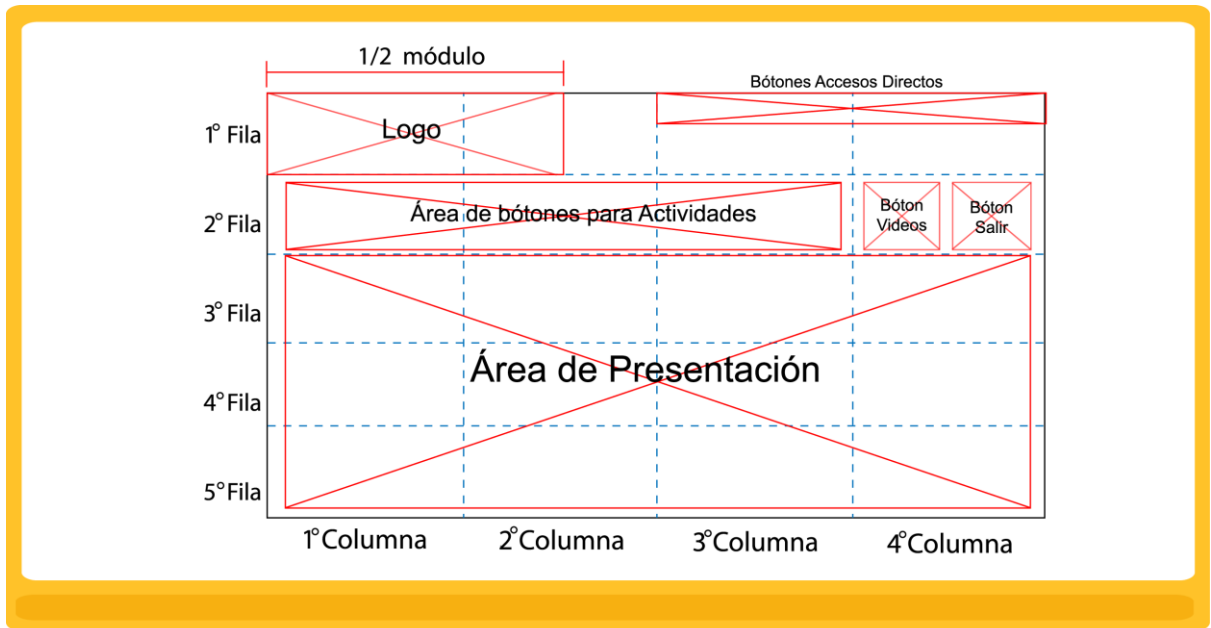 1/2 módulo
Bótones Accesos Directos
1° Fila
Logo
2° Fila
Área de bótones para Actividades
Bóton
Videos
Bóton
Salir
3° Fila
Área de Presentación
4° Fila
5° Fila
1°Columna
2°Columna
3°Columna
4°Columna